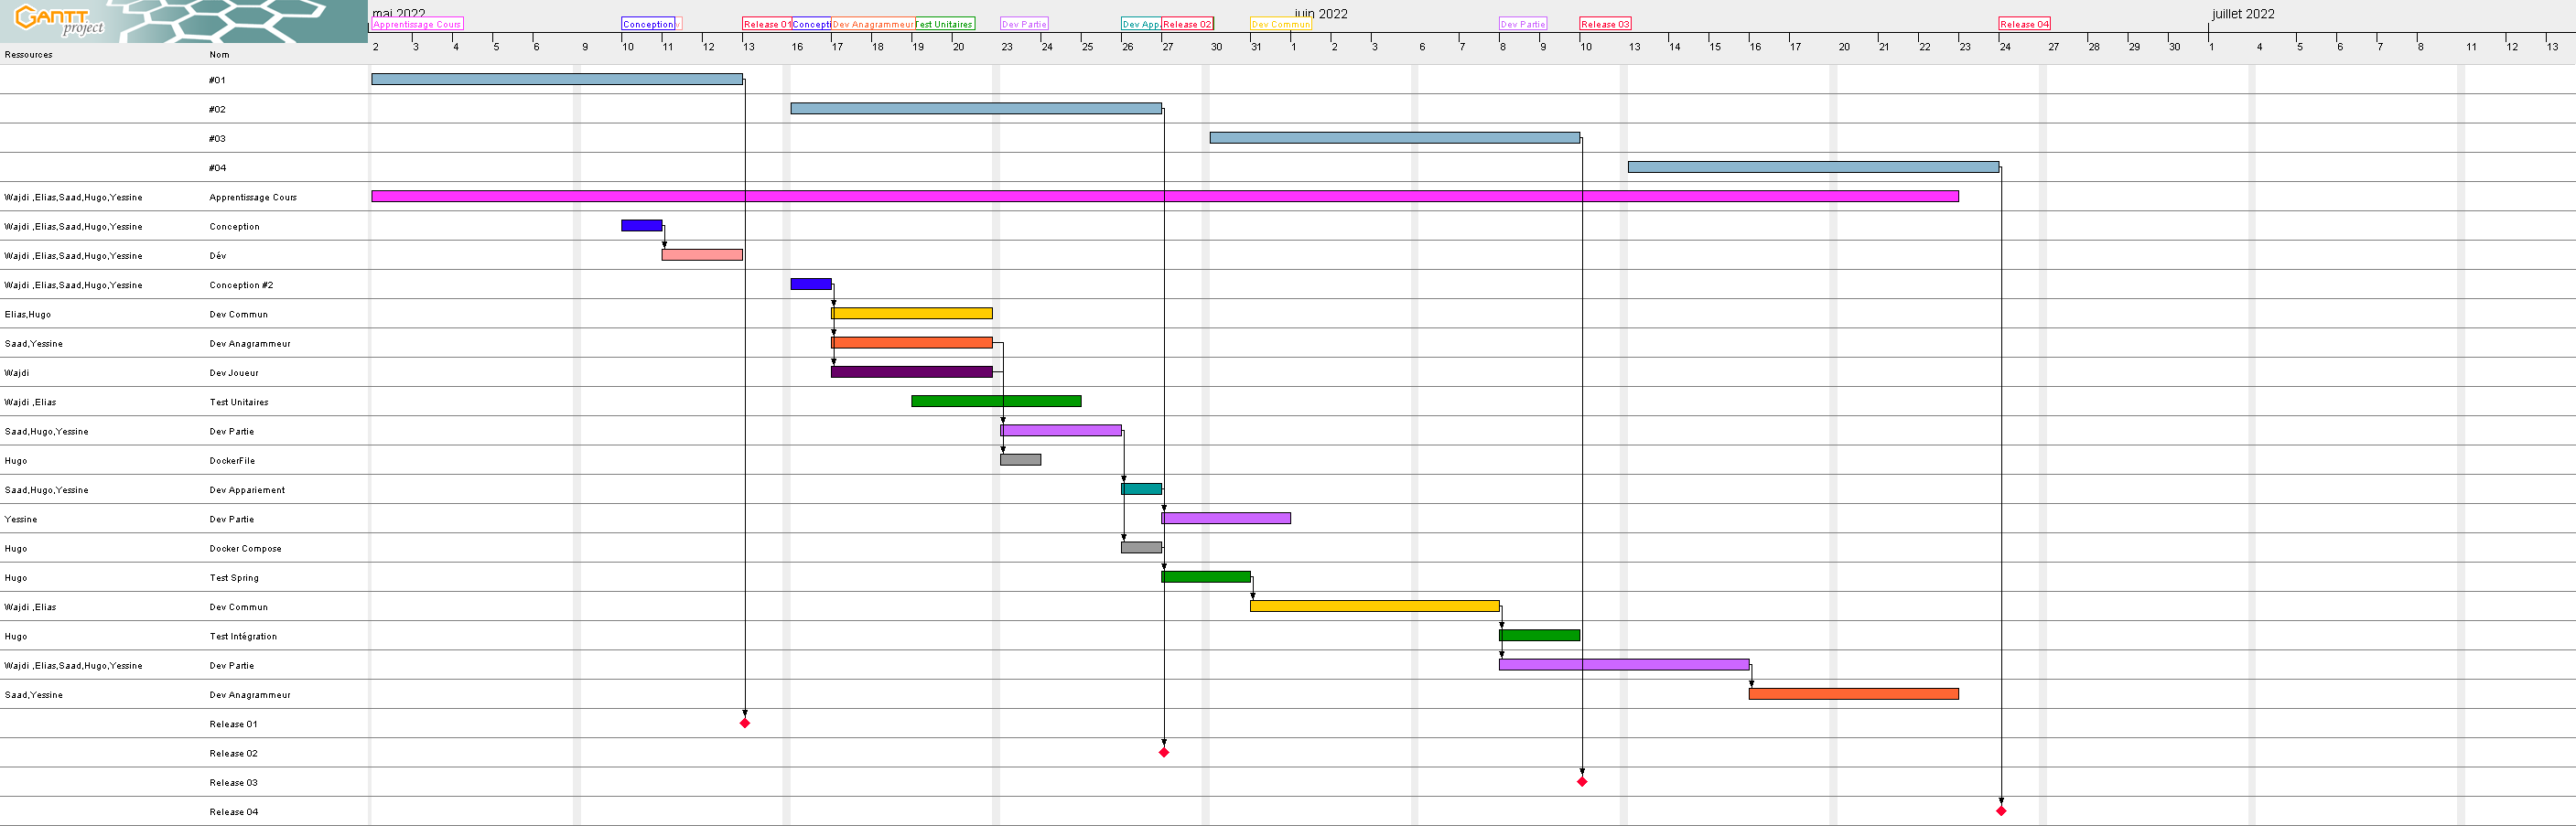 GANTT
project
mai 2022
juin 2022
juillet 2022
Apprentissage Cours
Conception
Release 01
Concepti
Dev Anagrammeur
Test Unitaires
Dev Partie
Dev App
Release 02
Dev Commun
Dev Partie
Release 03
Release 04
2 3 4 5 6 9 10 11 12 13 16 17 18 19 20 23 24 25 26 27 30 31 1 2 3 6 7 8 9 10 13 14 15 16 17 20 21 22 23 24 27 28 29 30 1 4 5 6 7 8 11 12 13
Ressources Nom
#01
#02
#03
#04
Wajdi ,Elias,Saad,Hugo,Yessine Apprentissage Cours
Wajdi ,Elias,Saad,Hugo,Yessine Conception
Wajdi ,Elias,Saad,Hugo,Yessine Dév
Wajdi ,Elias,Saad,Hugo,Yessine Conception #2
Elias,Hugo Dev Commun
Saad,Yessine Dev Anagrammeur
Wajdi Dev Joueur
Wajdi ,Elias Test Unitaires
Saad,Hugo,Yessine Dev Partie
Hugo DockerFile
Saad,Hugo,Yessine Dev Appariement
Yessine Dev Partie
Hugo Docker Compose
Hugo Test Spring
Wajdi ,Elias Dev Commun
Hugo Test Intégration
Wajdi ,Elias,Saad,Hugo,Yessine Dev Partie
Saad,Yessine Dev Anagrammeur
Release 01
Release 02
Release 03
Release 04